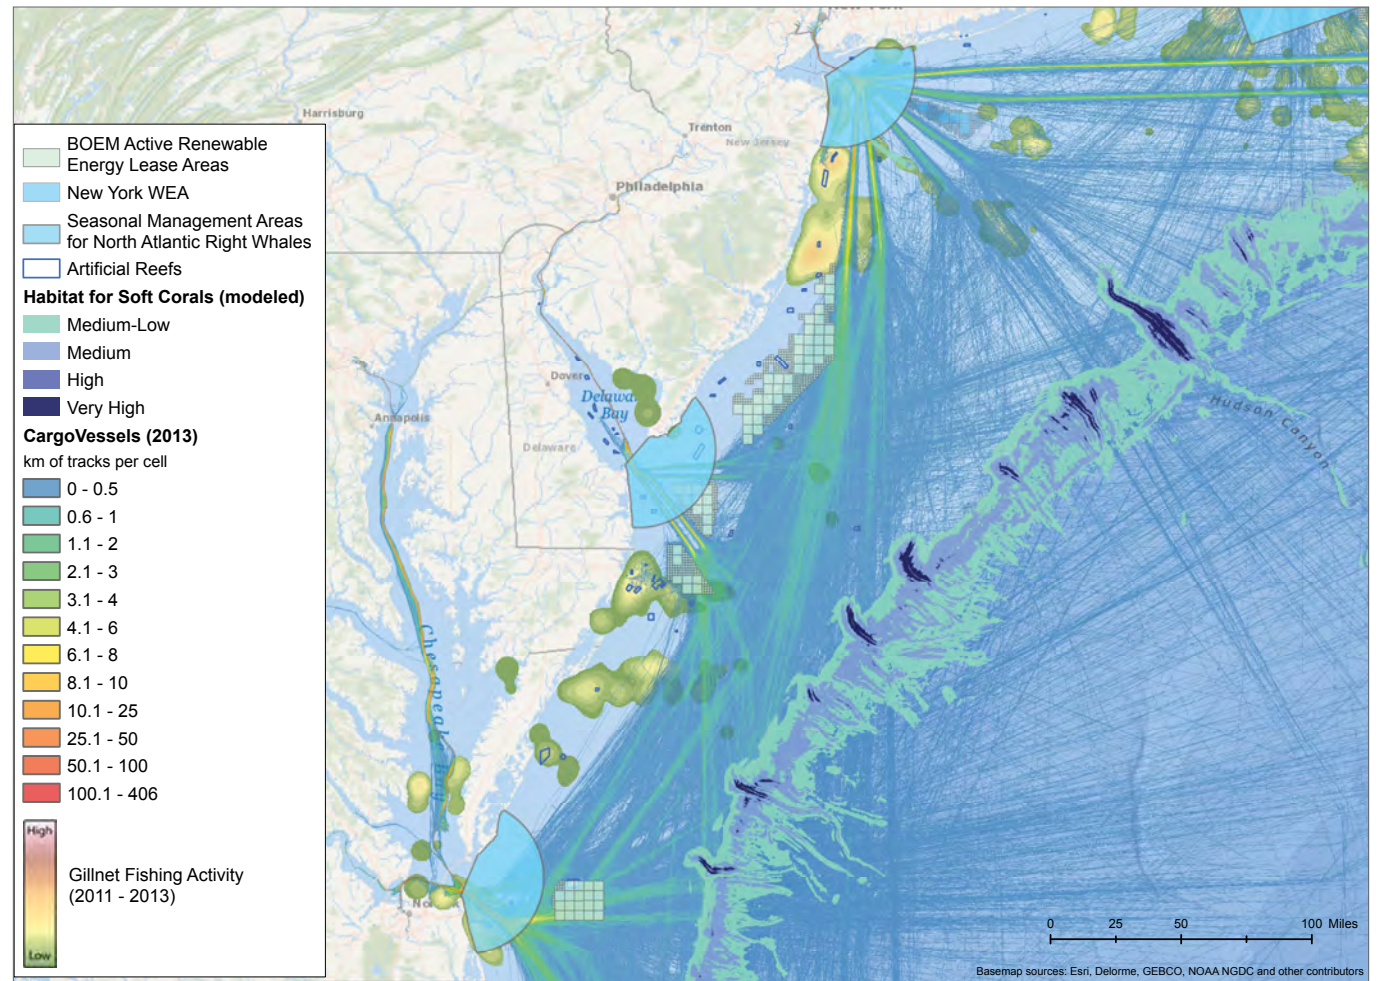 New York
Harrisburg
Trenton
New Jersey
Philadelphia
BOEM Active Renewable
Energy Lease Areas
New York WEA
Seasonal Management Areas
for North Atlantic Right Whales
Artificial Reefs
Habitat for Soft Corals (modeled)
Medium-Low
Medium
High
Very High
CargoVessels (2013)
km of tracks per cell
0 - 0.5
0.6 - 1
1.1 - 2
2.1 - 3
3.1 - 4
4.1 - 6
6.1 - 8
8.1 - 10
10.1 - 25
25.1 - 50
50.1 - 100
100.1 - 406
High
Low
Gillnet Fishing Activity
(2011 - 2013)
Dover
Delawar
Bay
Annapolis
Delaware
Hudson Canyon
Chesapeake Bay
0 25 50 100 Miles
Basemap sources: Esri, Delorme, GEBCO, NOAA NGDC and other contributors